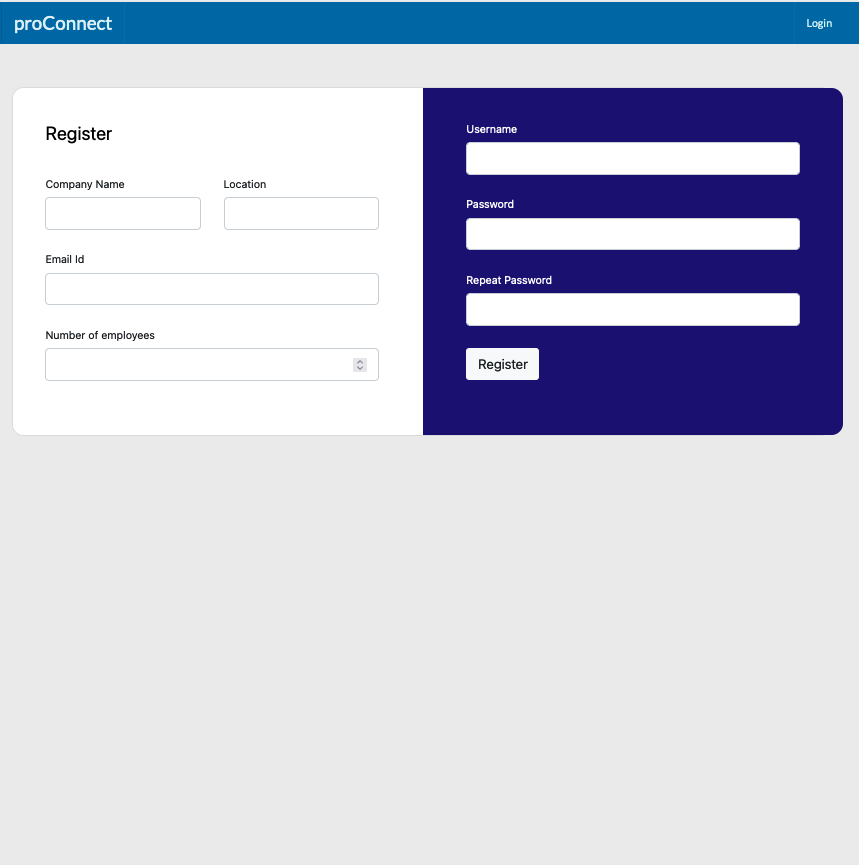 proConnect
Login
Register
Company Name
Location
Email Id
Number of employees
Username
Password
Repeat Password
Register